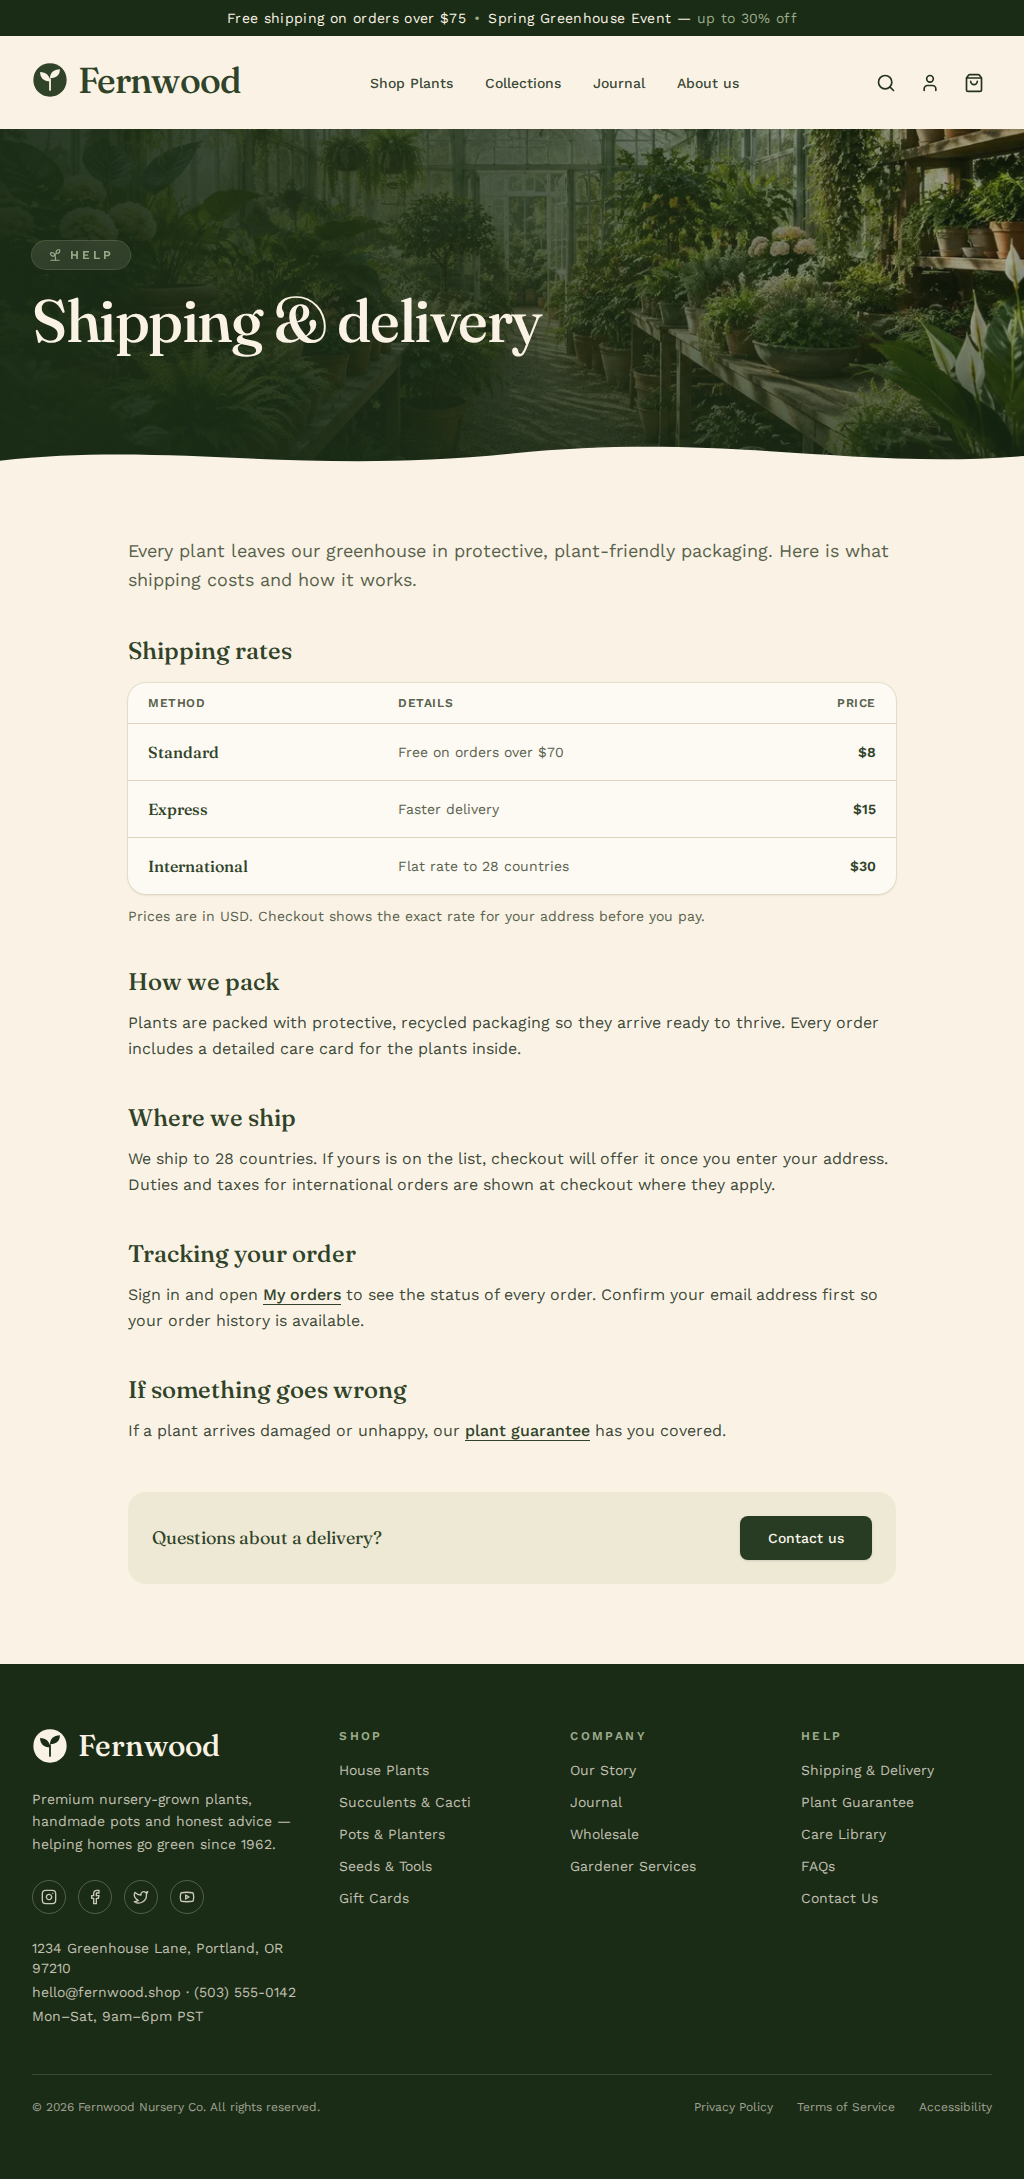 Free shipping on orders over $75 • Spring Greenhouse Event — up to 30% off
Fernwood
Shop Plants
Collections
Journal
About us
HELP
Shipping & delivery
Every plant leaves our greenhouse in protective, plant-friendly packaging. Here is what
shipping costs and how it works.
Shipping rates
METHOD DETAILS PRICE
Standard Free on orders over $70 $8
Express Faster delivery $15
International Flat rate to 28 countries $30
Prices are in USD. Checkout shows the exact rate for your address before you pay.
How we pack
Plants are packed with protective, recycled packaging so they arrive ready to thrive. Every order
includes a detailed care card for the plants inside.
Where we ship
We ship to 28 countries. If yours is on the list, checkout will offer it once you enter your address.
Duties and taxes for international orders are shown at checkout where they apply.
Tracking your order
Sign in and open My orders to see the status of every order. Confirm your email address first so
your order history is available.
If something goes wrong
If a plant arrives damaged or unhappy, our plant guarantee has you covered.
Questions about a delivery?
Contact us
Fernwood
Premium nursery-grown plants,
handmade pots and honest advice —
helping homes go green since 1962.
1234 Greenhouse Lane, Portland, OR
97210
hello@fernwood.shop · (503) 555-0142
Mon–Sat, 9am–6pm PST
SHOP
House Plants
Succulents & Cacti
Pots & Planters
Seeds & Tools
Gift Cards
COMPANY
Our Story
Journal
Wholesale
Gardener Services
HELP
Shipping & Delivery
Plant Guarantee
Care Library
FAQs
Contact Us
© 2026 Fernwood Nursery Co. All rights reserved.
Privacy Policy
Terms of Service
Accessibility